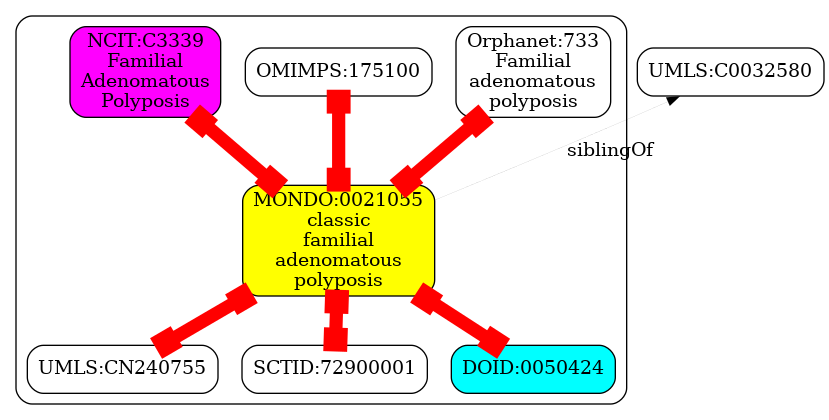 NCIT:C3339
Familial
Adenomatous
Polyposis
OMIMPS:175100
Orphanet:733
Familial
adenomatous
polyposis
UMLS:C0032580
siblingOf
MONDO:0021055
classic
familial
adenomatous
polyposis
UMLS:CN240755
SCTID:72900001
DOID:0050424